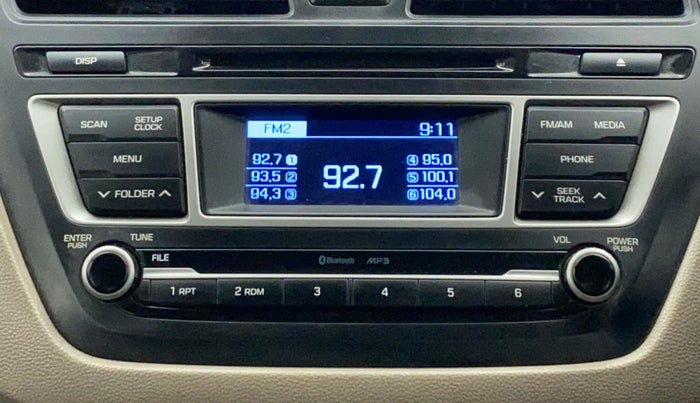 DISP
SCAN
SETUP CLOCK
MENU
FOLDER
FM2 9:11
92.7 1
93.5 2
94.3 3
92.7
4 95.0
5 100.1
6 104.0
FM/AM MEDIA
PHONE
SEEK TRACK
ENTER PUSH
TUNE
FILE
Bluetooth MP3
VOL
POWER PUSH
1 RPT 2 RDM 3 4 5 6